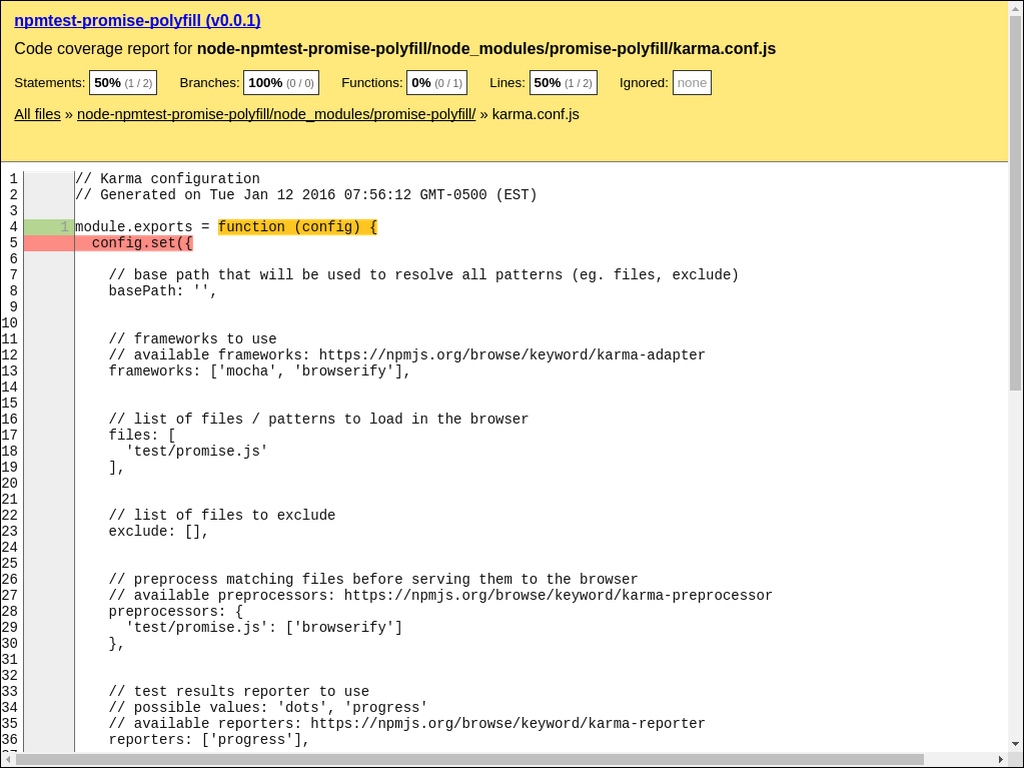 npmtest-promise-polyfill (v0.0.1)
Code coverage report for node-npmtest-promise-polyfill/node_modules/promise-polyfill/karma.conf.js
Statements: 50% (1 / 2) Branches: 100% (0 / 0) Functions: 0% (0 / 1) Lines: 50% (1 / 2) Ignored: none
All files » node-npmtest-promise-polyfill/node_modules/promise-polyfill/ » karma.conf.js
1 // Karma configuration
2 // Generated on Tue Jan 12 2016 07:56:12 GMT-0500 (EST)
3
4 1 module.exports = function (config) {
5 config.set({
6
7 // base path that will be used to resolve all patterns (eg. files, exclude)
8 basePath: '',
9
10
11 // frameworks to use
12 // available frameworks: https://npmjs.org/browse/keyword/karma-adapter
13 frameworks: ['mocha', 'browserify'],
14
15
16 // list of files / patterns to load in the browser
17 files: [
18 'test/promise.js'
19 ],
20
21
22 // list of files to exclude
23 exclude: [],
24
25
26 // preprocess matching files before serving them to the browser
27 // available preprocessors: https://npmjs.org/browse/keyword/karma-preprocessor
28 preprocessors: {
29 'test/promise.js': ['browserify']
30 },
31
32
33 // test results reporter to use
34 // possible values: 'dots', 'progress'
35 // available reporters: https://npmjs.org/browse/keyword/karma-reporter
36 reporters: ['progress'],